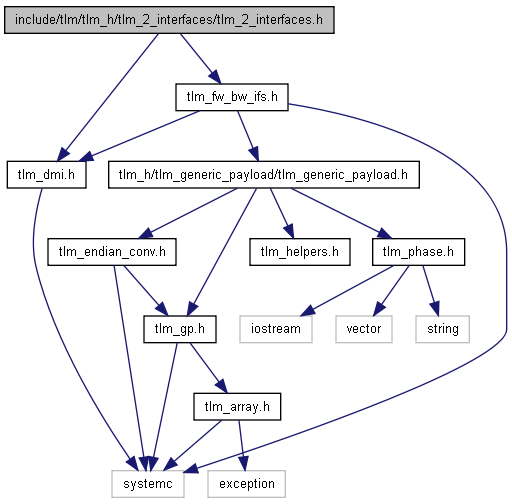 include/tlm/tlm_h/tlm_2_interfaces/tlm_2_interfaces.h
tlm_fw_bw_ifs.h
tlm_dmi.h
tlm_h/tlm_generic_payload/tlm_generic_payload.h
tlm_endian_conv.h
tlm_helpers.h
tlm_phase.h
tlm_gp.h
iostream
vector
string
tlm_array.h
systemc
exception